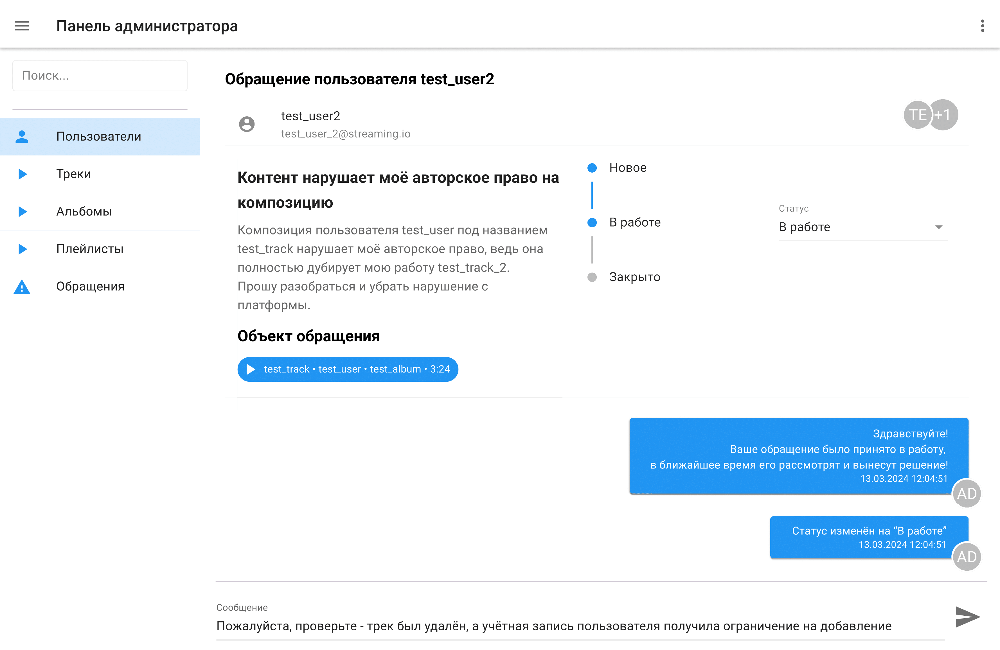 Панель администратора
Поиск...
Пользователи
Треки
Альбомы
Плейлисты
Обращения
Обращение пользователя test_user2
test_user2
test_user_2@streaming.io
TE +1
Контент нарушает моё авторское право на
композицию
Композиция пользователя test_user под названием
test_track нарушает моё авторское право, ведь она
полностью дубирует мою работу test_track_2.
Прошу разобраться и убрать нарушение с
платформы.
Новое
В работе
Закрыто
Статус
В работе
Объект обращения
test_track • test_user • test_album • 3:24
Здравствуйте!
Ваше обращение было принято в работу,
в ближайшее время его рассмотрят и вынесут решение!
13.03.2024 12:04:51
AD
Статус изменён на “В работе”
13.03.2024 12:04:51
AD
Сообщение
Пожалуйста, проверьте - трек был удалён, а учётная запись пользователя получила ограничение на добавление